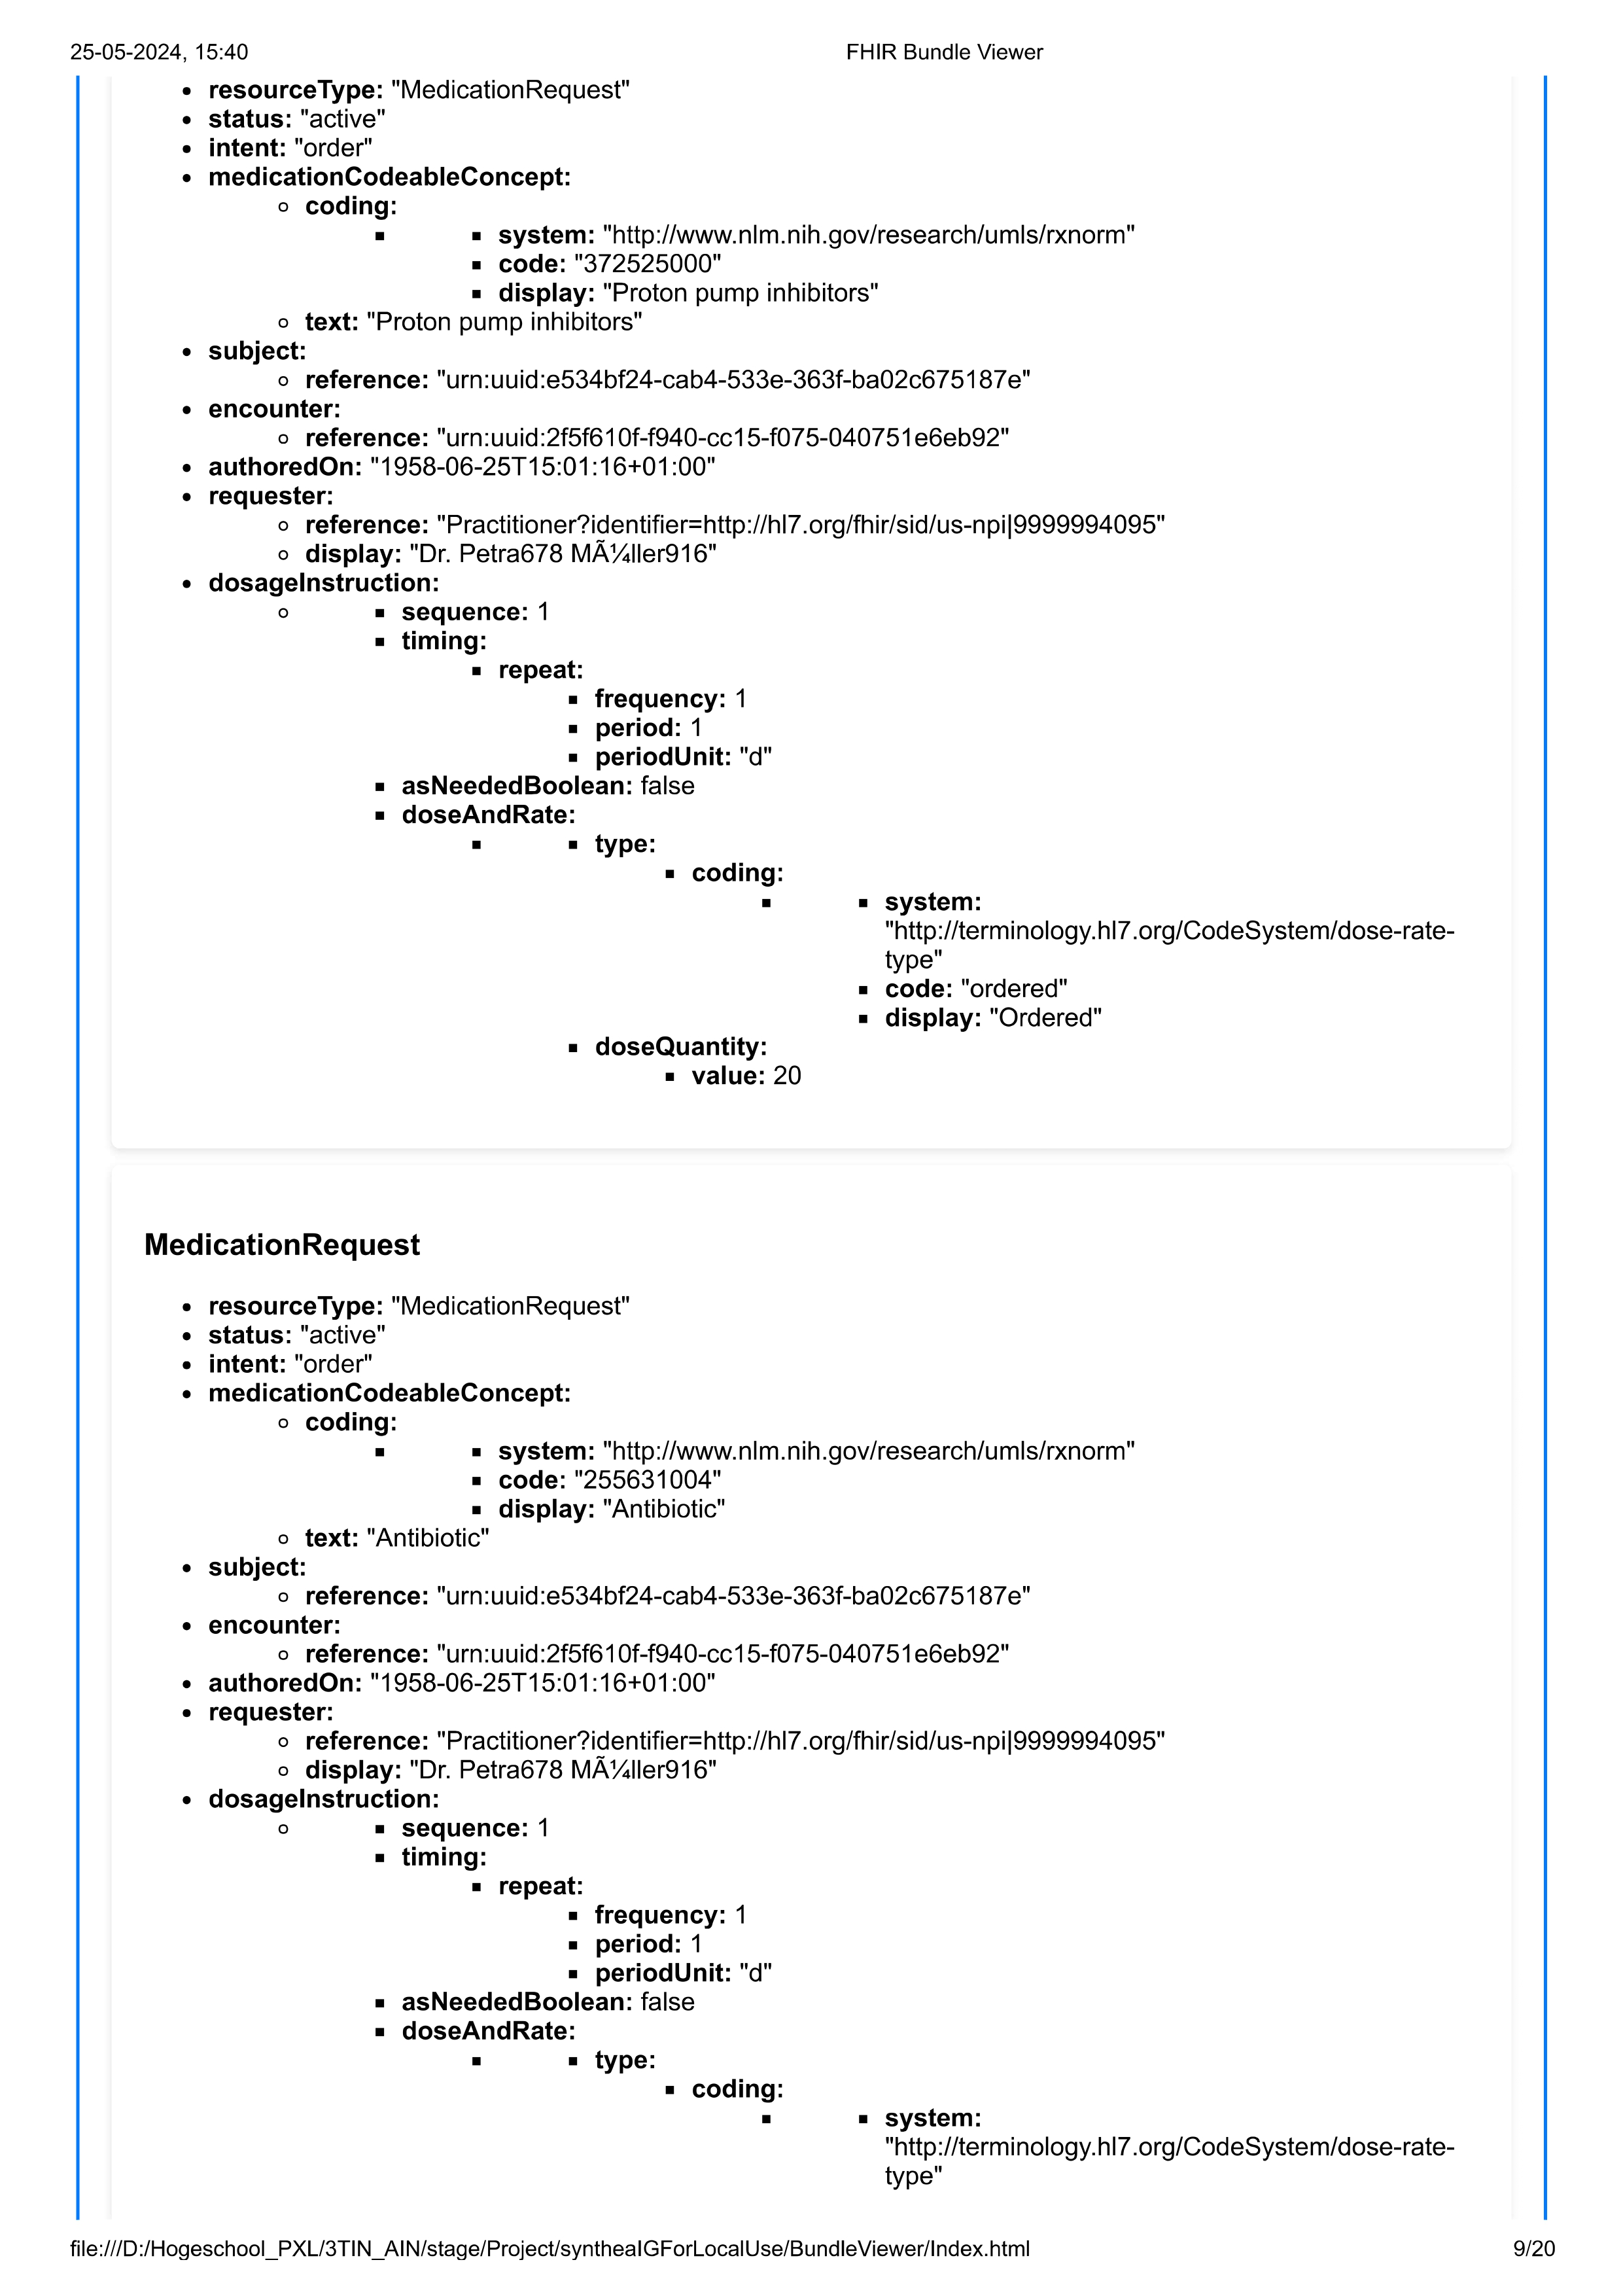 25-05-2024, 15:40 FHIR Bundle Viewer
resourceType: "MedicationRequest"
status: "active"
intent: "order"
medicationCodeableConcept:
coding:
system: "http://www.nlm.nih.gov/research/umls/rxnorm"
code: "372525000"
display: "Proton pump inhibitors"
text: "Proton pump inhibitors"
subject:
reference: "urn:uuid:e534bf24-cab4-533e-363f-ba02c675187e"
encounter:
reference: "urn:uuid:2f5f610f-f940-cc15-f075-040751e6eb92"
authoredOn: "1958-06-25T15:01:16+01:00"
requester:
reference: "Practitioner?identifier=http://hl7.org/fhir/sid/us-npi|9999994095"
display: "Dr. Petra678 MÃ¼ller916"
dosageInstruction:
sequence: 1
timing:
repeat:
frequency: 1
period: 1
periodUnit: "d"
asNeededBoolean: false
doseAndRate:
type:
coding:
system:
"http://terminology.hl7.org/CodeSystem/dose-rate-
type"
code: "ordered"
display: "Ordered"
doseQuantity:
value: 20
MedicationRequest
resourceType: "MedicationRequest"
status: "active"
intent: "order"
medicationCodeableConcept:
coding:
system: "http://www.nlm.nih.gov/research/umls/rxnorm"
code: "255631004"
display: "Antibiotic"
text: "Antibiotic"
subject:
reference: "urn:uuid:e534bf24-cab4-533e-363f-ba02c675187e"
encounter:
reference: "urn:uuid:2f5f610f-f940-cc15-f075-040751e6eb92"
authoredOn: "1958-06-25T15:01:16+01:00"
requester:
reference: "Practitioner?identifier=http://hl7.org/fhir/sid/us-npi|9999994095"
display: "Dr. Petra678 MÃ¼ller916"
dosageInstruction:
sequence: 1
timing:
repeat:
frequency: 1
period: 1
periodUnit: "d"
asNeededBoolean: false
doseAndRate:
type:
coding:
system:
"http://terminology.hl7.org/CodeSystem/dose-rate-
type"
file:///D:/Hogeschool_PXL/3TIN_AIN/stage/Project/syntheaIGForLocalUse/BundleViewer/Index.html 9/20